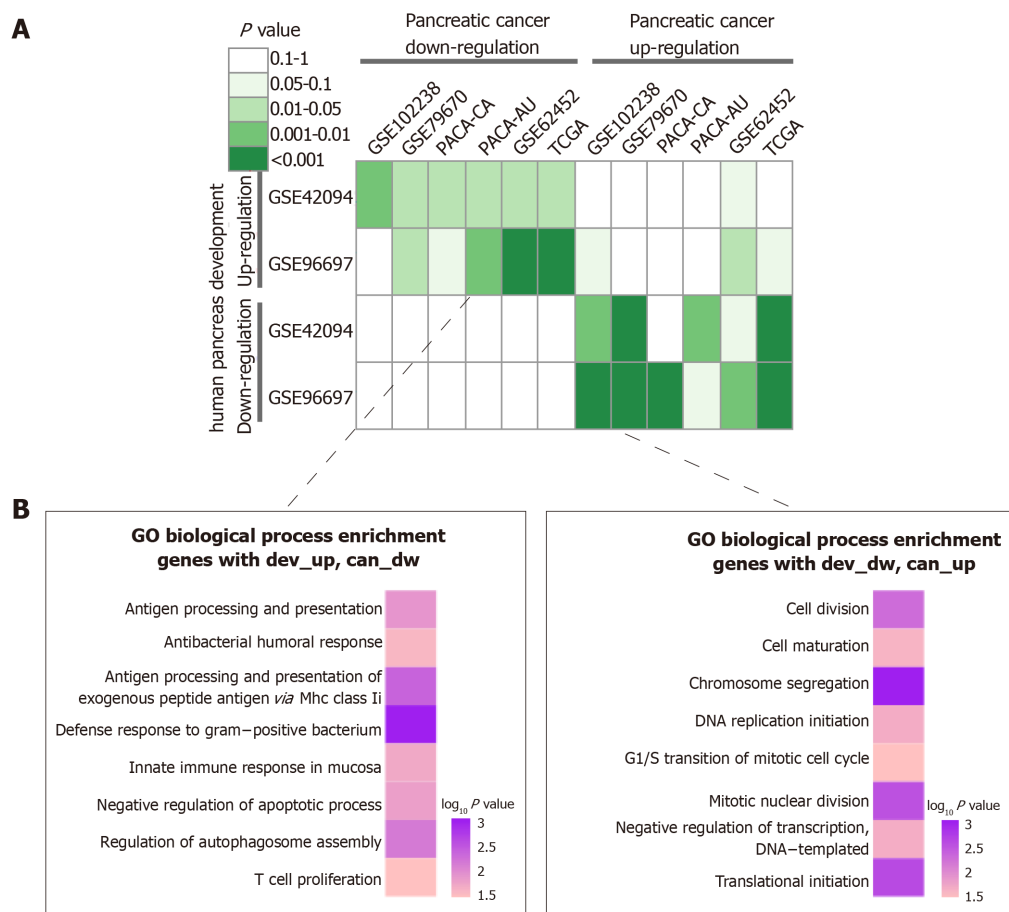 A
P value
0.1-1
0.05-0.1
0.01-0.05
0.001-0.01
<0.001
Pancreatic cancer
down-regulation
Pancreatic cancer
up-regulation
GSE102238
GSE79670
PACA-CA
PACA-AU
GSE62452
TCGA
GSE102238
GSE79670
PACA-CA
PACA-AU
GSE62452
TCGA
human pancreas development
Up-regulation
GSE42094
GSE96697
Down-regulation
GSE42094
GSE96697
B
GO biological process enrichment
genes with dev_up, can_dw
Antigen processing and presentation
Antibacterial humoral response
Antigen processing and presentation of
exogenous peptide antigen via Mhc class Ii
Defense response to gram−positive bacterium
Innate immune response in mucosa
Negative regulation of apoptotic process
Regulation of autophagosome assembly
T cell proliferation
log₁₀ P value
3
2.5
2
1.5
GO biological process enrichment
genes with dev_dw, can_up
Cell division
Cell maturation
Chromosome segregation
DNA replication initiation
G1/S transition of mitotic cell cycle
Mitotic nuclear division
Negative regulation of transcription,
DNA−templated
Translational initiation
log₁₀ P value
3
2.5
2
1.5